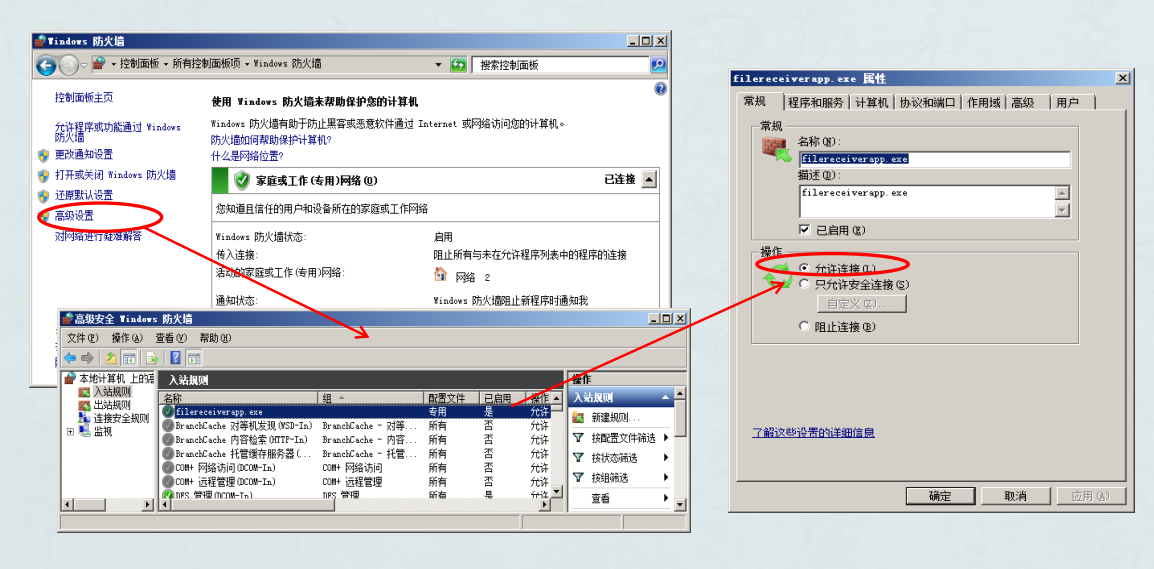 Windows 防火墙
控制面板 所有控制面板项 Windows 防火墙
搜索控制面板
控制面板主页
允许程序或功能通过 Windows
防火墙
更改通知设置
打开或关闭 Windows 防火墙
还原默认设置
高级设置
对网络进行疑难解答
使用 Windows 防火墙来帮助保护您的计算机
Windows 防火墙有助于防止黑客或恶意软件通过 Internet 或网络访问您的计算机。
防火墙如何帮助保护计算机?
什么是网络位置?
家庭或工作(专用)网络(O)
已连接
您知道且信任的用户和设备所在的家庭或工作网络
Windows 防火墙状态:
启用
传入连接:
阻止所有与未在允许程序列表中的程序的连接
活动的家庭或工作(专用)网络:
网络 2
通知状态:
Windows 防火墙阻止新程序时通知我
高级安全 Windows 防火墙
文件(F) 操作(A) 查看(V) 帮助(H)
本地计算机 上的高
入站规则
出站规则
连接安全规则
监视
入站规则
名称 组 配置文件 已启用 操作
filereceiverapp.exe 专用 是 允许
BranchCache 对等机发现(WSD-In) BranchCache - 对等... 所有 否 允许
BranchCache 内容检索(HTTP-In) BranchCache - 内容... 所有 否 允许
BranchCache 托管缓存服务器(... BranchCache - 托管... 所有 否 允许
COM+ 网络访问(DCOM-In) COM+ 网络访问 所有 否 允许
COM+ 远程管理(DCOM-In) COM+ 远程管理 所有 否 允许
DFS 管理(DCOM-In) DFS 管理 所有 是 允许
操作
入站规则
新建规则...
按配置文件筛选
按状态筛选
按组筛选
查看
filereceiverapp.exe 属性
常规 程序和服务 计算机 协议和端口 作用域 高级 用户
常规
名称(N):
filereceiverapp.exe
描述(D):
filereceiverapp.exe
已启用(E)
操作
允许连接(L)
只允许安全连接(S)
自定义(Z)...
阻止连接(B)
了解这些设置的详细信息
确定 取消 应用(A)